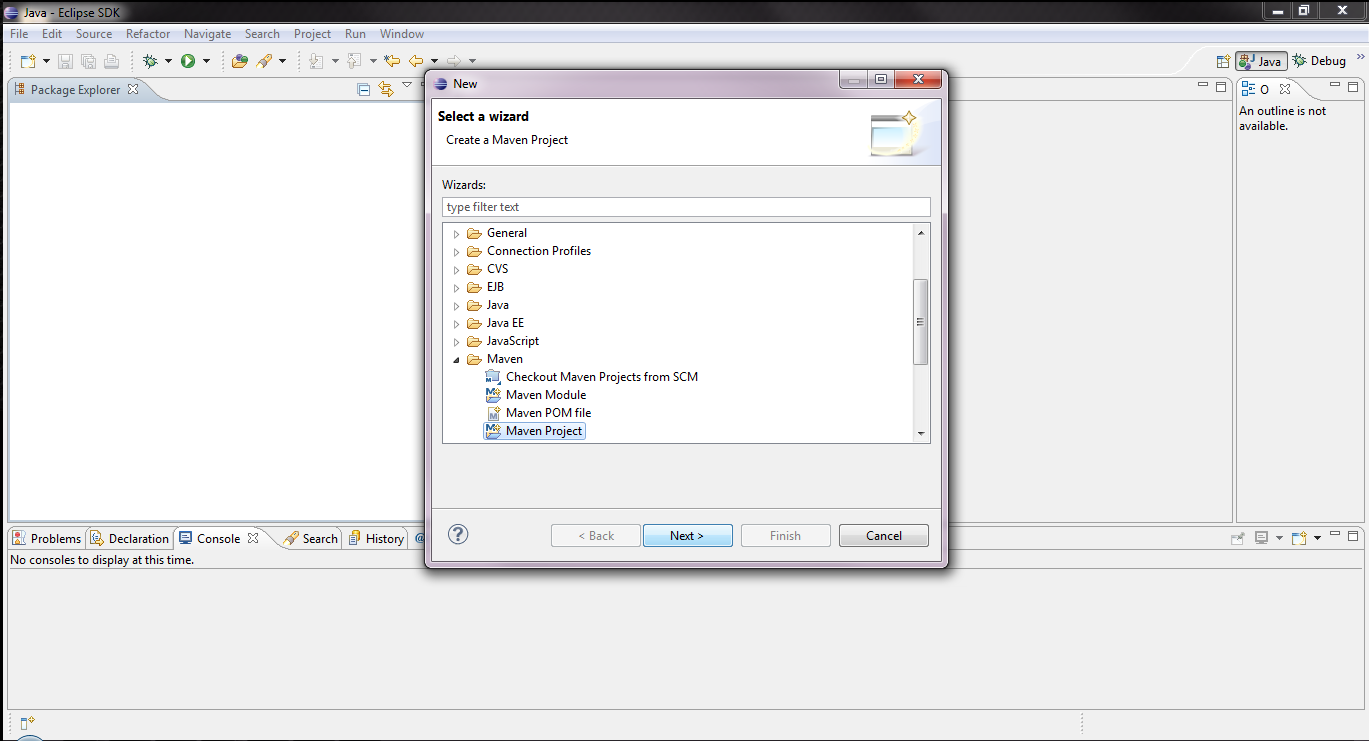 Java - Eclipse SDK
File Edit Source Refactor Navigate Search Project Run Window
Java Debug
Package Explorer
O
An outline is not
available.
New
Select a wizard
Create a Maven Project
Wizards:
type filter text
General
Connection Profiles
CVS
EJB
Java
Java EE
JavaScript
Maven
Checkout Maven Projects from SCM
Maven Module
Maven POM file
Maven Project
< Back Next > Finish Cancel
Problems Declaration Console Search History @
No consoles to display at this time.